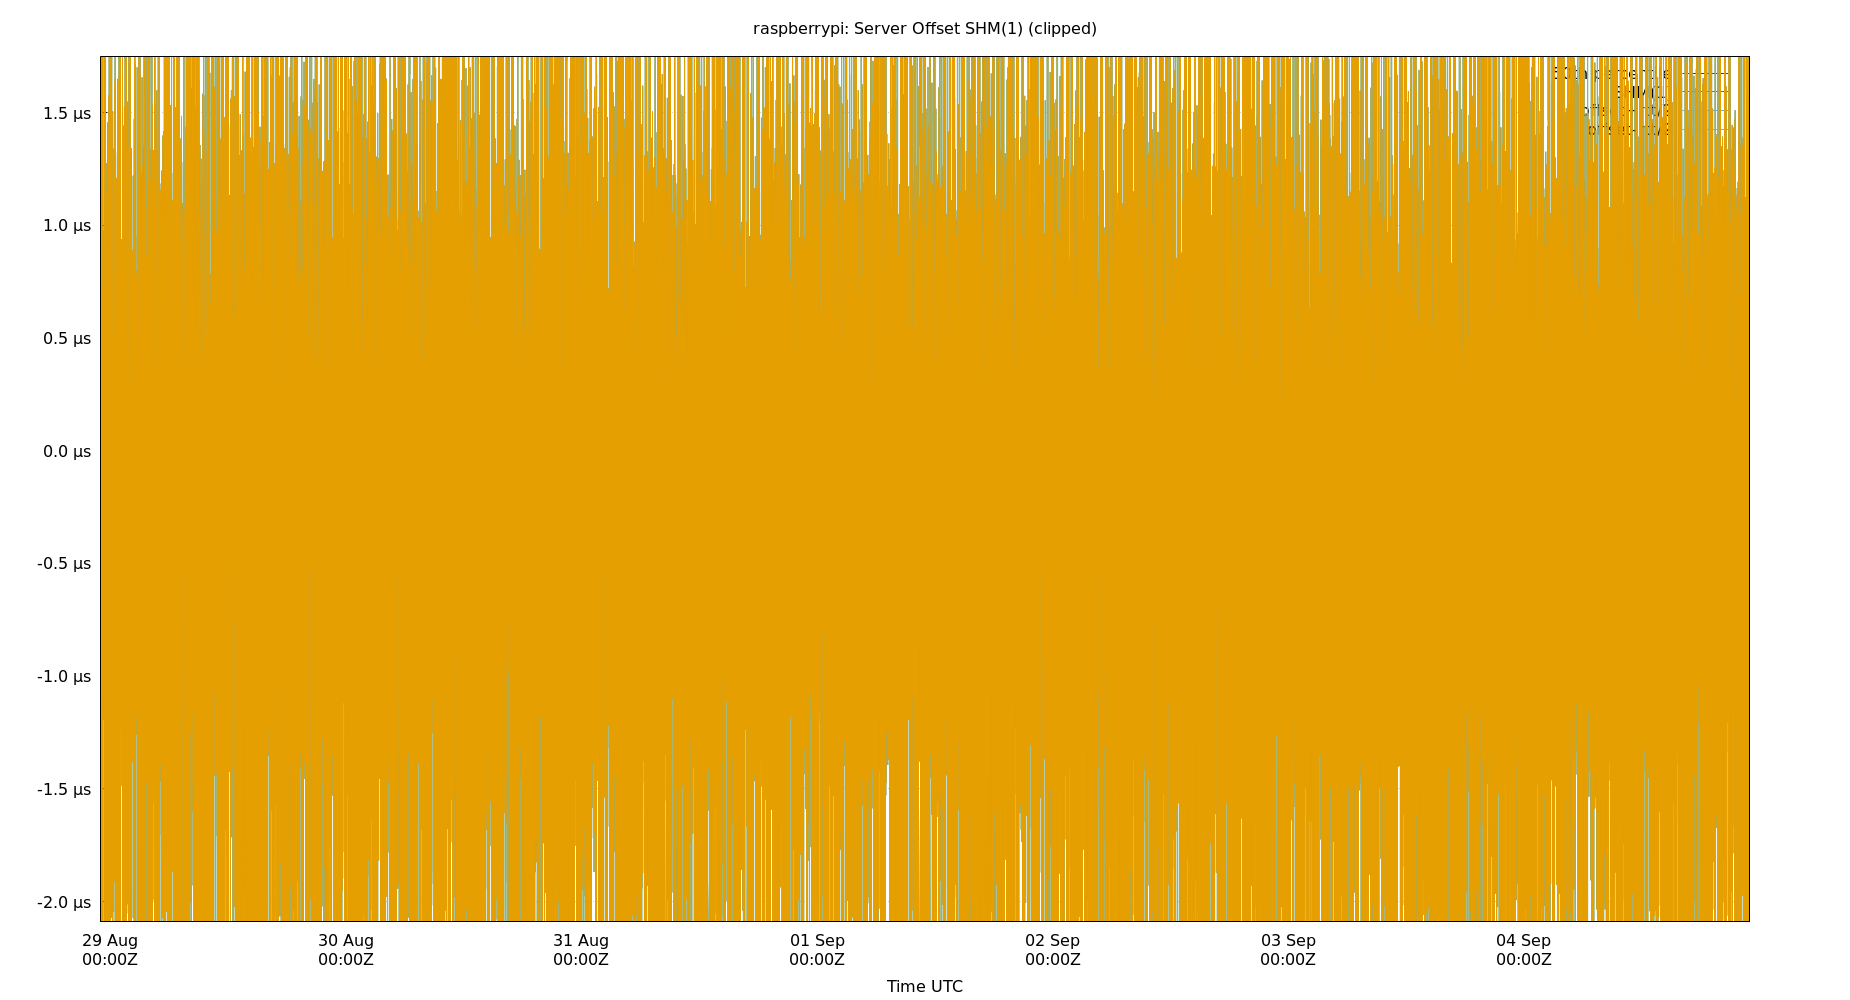 raspberrypi: Server Offset SHM(1) (clipped)
1.5 µs
1.0 µs
0.5 µs
0.0 µs
-0.5 µs
-1.0 µs
-1.5 µs
-2.0 µs
29 Aug
00:00Z
30 Aug
00:00Z
31 Aug
00:00Z
01 Sep
00:00Z
02 Sep
00:00Z
03 Sep
00:00Z
04 Sep
00:00Z
Time UTC